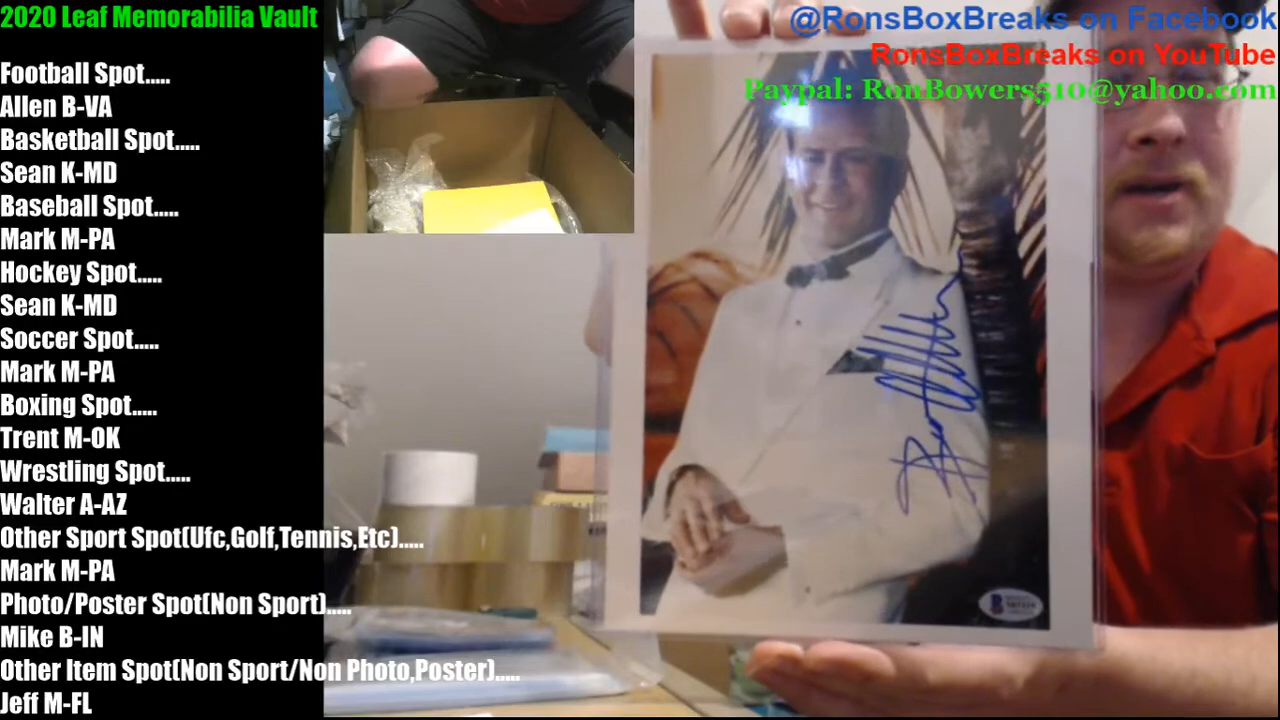 2020 Leaf Memorabilia Vault
Football Spot.....
Allen B-VA
Basketball Spot.....
Sean K-MD
Baseball Spot.....
Mark M-PA
Hockey Spot.....
Sean K-MD
Soccer Spot.....
Mark M-PA
Boxing Spot.....
Trent M-OK
Wrestling Spot.....
Walter A-AZ
Other Sport Spot(Ufc,Golf,Tennis,Etc).....
Mark M-PA
Photo/Poster Spot(Non Sport).....
Mike B-IN
Other Item Spot(Non Sport/Non Photo,Poster).....
Jeff M-FL
@RonsBoxBreaks on Facebook
RonsBoxBreaks on YouTube
Paypal: RonBowers510@yahoo.com